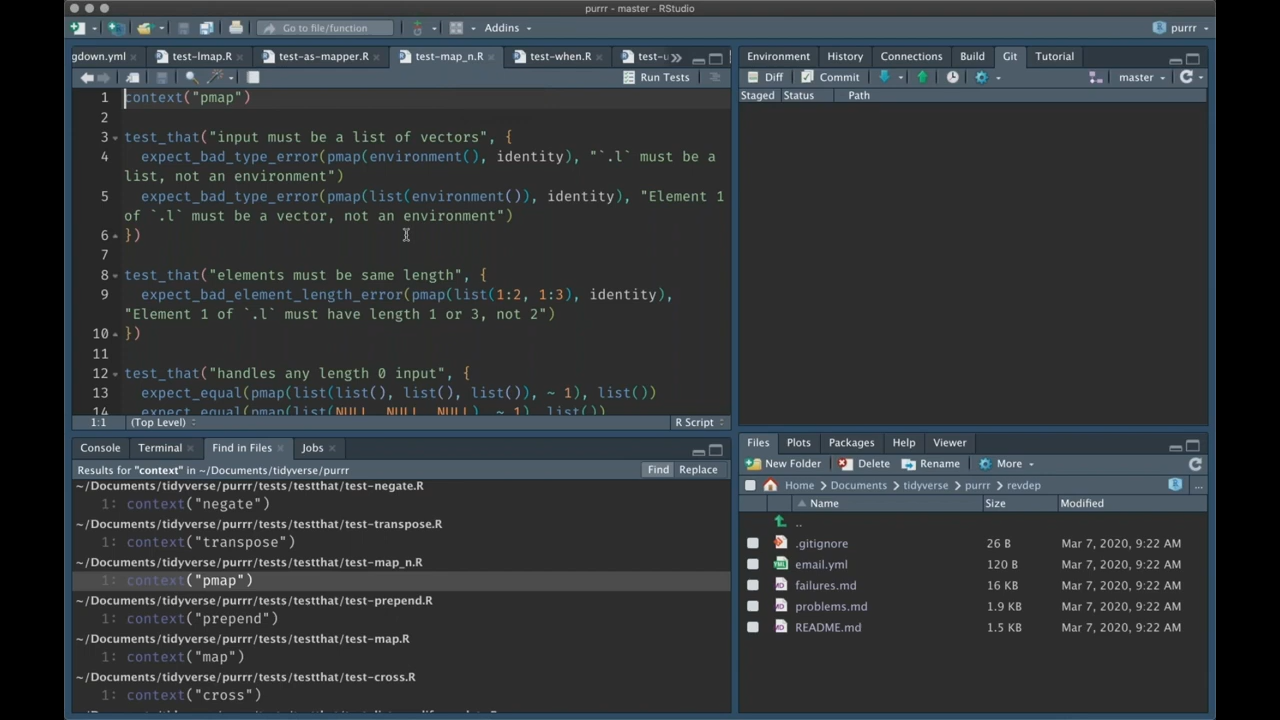 purrr - master - RStudio
Go to file/function
Addins
purrr
gdown.yml
test-lmap.R
test-as-mapper.R
test-map_n.R
test-when.R
test-u
Run Tests
1 context("pmap")
2
3 test_that("input must be a list of vectors", {
4 expect_bad_type_error(pmap(environment(), identity), "`.l` must be a
list, not an environment")
5 expect_bad_type_error(pmap(list(environment()), identity), "Element 1
of `.l` must be a vector, not an environment")
6 })
7
8 test_that("elements must be same length", {
9 expect_bad_element_length_error(pmap(list(1:2, 1:3), identity),
"Element 1 of `.l` must have length 1 or 3, not 2")
10 })
11
12 test_that("handles any length 0 input", {
13 expect_equal(pmap(list(list(), list(), list()), ~ 1), list())
14 expect_equal(pmap(list(NULL, NULL, NULL), ~ 1), list())
1:1 (Top Level) R Script
Console Terminal Find in Files Jobs
Results for "context" in ~/Documents/tidyverse/purrr Find Replace
~/Documents/tidyverse/purrr/tests/testthat/test-negate.R
1: context("negate")
~/Documents/tidyverse/purrr/tests/testthat/test-transpose.R
1: context("transpose")
~/Documents/tidyverse/purrr/tests/testthat/test-map_n.R
1: context("pmap")
~/Documents/tidyverse/purrr/tests/testthat/test-prepend.R
1: context("prepend")
~/Documents/tidyverse/purrr/tests/testthat/test-map.R
1: context("map")
~/Documents/tidyverse/purrr/tests/testthat/test-cross.R
1: context("cross")
Environment History Connections Build Git Tutorial
Diff Commit master
Staged Status Path
Files Plots Packages Help Viewer
New Folder Delete Rename More
Home Documents tidyverse purrr revdep ...
Name Size Modified
..
.gitignore 26 B Mar 7, 2020, 9:22 AM
email.yml 120 B Mar 7, 2020, 9:22 AM
failures.md 16 KB Mar 7, 2020, 9:22 AM
problems.md 1.9 KB Mar 7, 2020, 9:22 AM
README.md 1.5 KB Mar 7, 2020, 9:22 AM